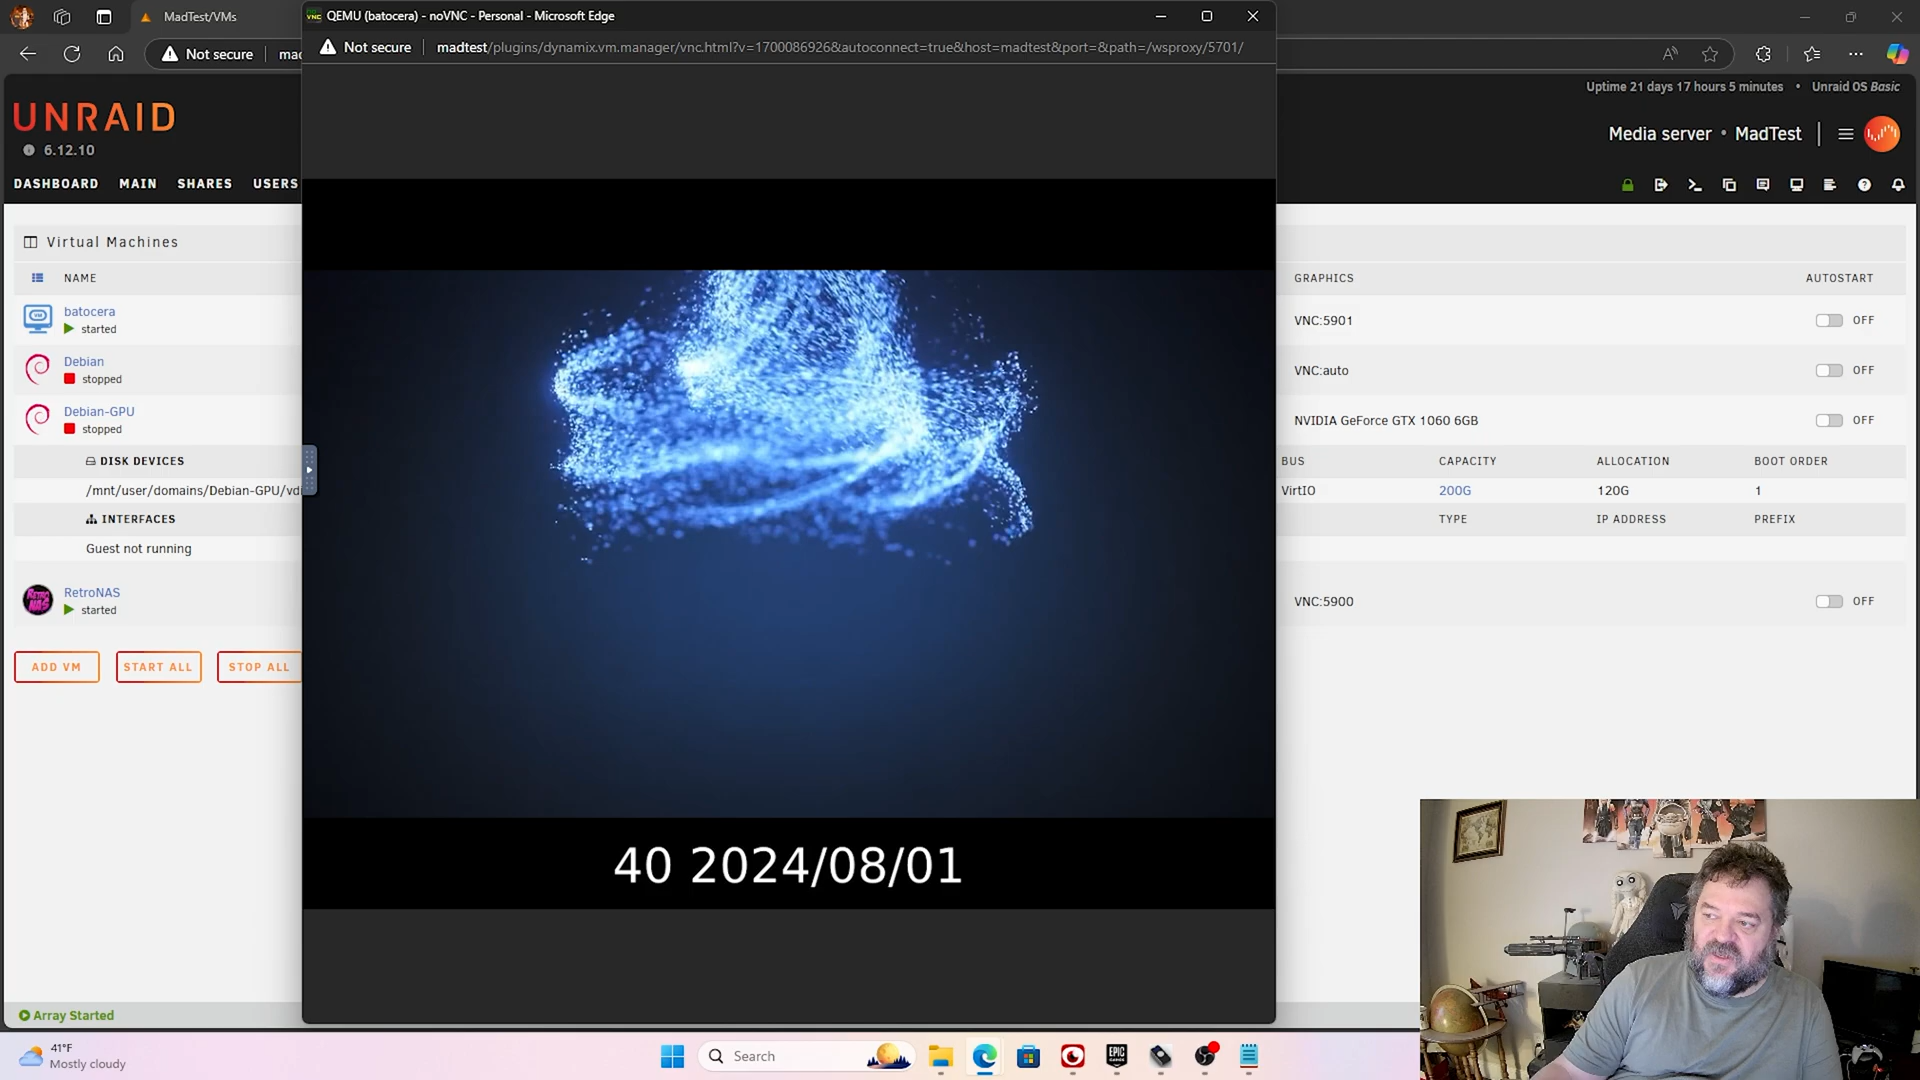 MadTest/VMs
QEMU (batocera) - noVNC - Personal - Microsoft Edge
Not secure
mad
Not secure
madtest/plugins/dynamix.vm.manager/vnc.html?v=1700086926&autoconnect=true&host=madtest&port=&path=/wsproxy/5701/
Uptime 21 days 17 hours 5 minutes • Unraid OS Basic
UNRAID
6.12.10
Media server • MadTest
DASHBOARD MAIN SHARES USERS
Virtual Machines
NAME
GRAPHICS
AUTOSTART
batocera
started
VNC:5901
OFF
Debian
stopped
VNC:auto
OFF
Debian-GPU
stopped
NVIDIA GeForce GTX 1060 6GB
OFF
DISK DEVICES
BUS
CAPACITY
ALLOCATION
BOOT ORDER
/mnt/user/domains/Debian-GPU/vd
VirtIO
200G
120G
1
INTERFACES
TYPE
IP ADDRESS
PREFIX
Guest not running
RetroNAS
started
RETRO
NAS
VNC:5900
OFF
ADD VM
START ALL
STOP ALL
40 2024/08/01
Array Started
41°F
Mostly cloudy
Search
EPIC
GAMES